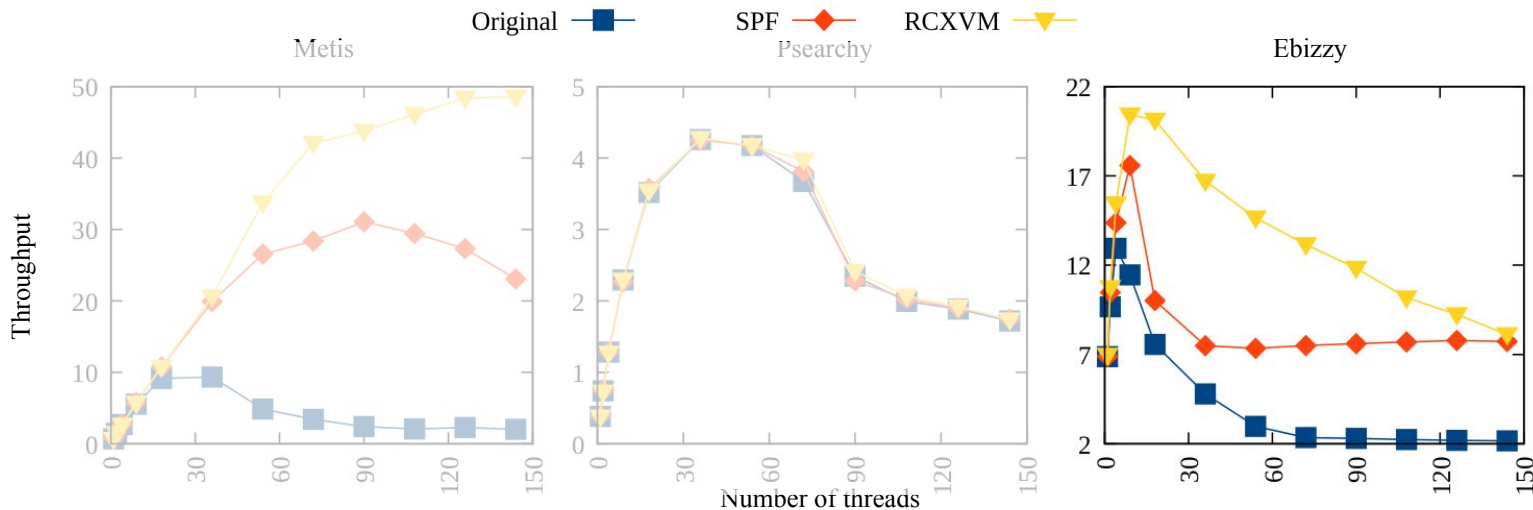 Original SPF RCXVM
Metis Psearchy Ebizzy
Throughput
50
40
30
20
10
0
0 30 60 90 120 150
5
4
3
2
1
0
0 30 60 90 120 150
22
17
12
7
2
0 30 60 90 120 150
Number of threads